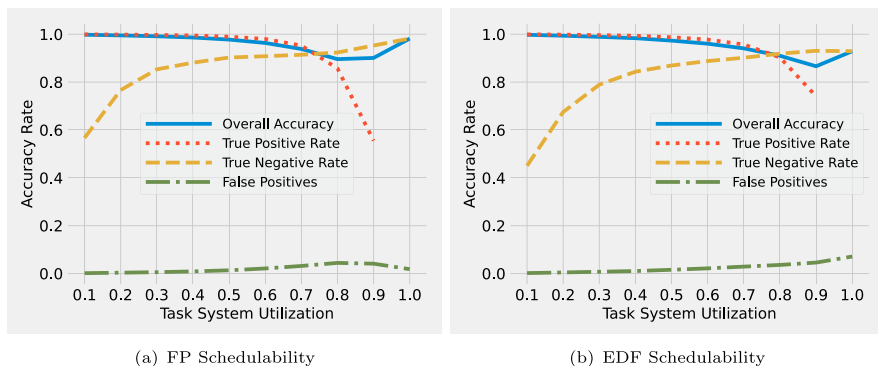 1.0
0.8
0.6
0.4
0.2
0.0
Accuracy Rate
Overall Accuracy
True Positive Rate
True Negative Rate
False Positives
0.1 0.2 0.3 0.4 0.5 0.6 0.7 0.8 0.9 1.0
Task System Utilization
(a) FP Schedulability
1.0
0.8
0.6
0.4
0.2
0.0
Accuracy Rate
Overall Accuracy
True Positive Rate
True Negative Rate
False Positives
0.1 0.2 0.3 0.4 0.5 0.6 0.7 0.8 0.9 1.0
Task System Utilization
(b) EDF Schedulability